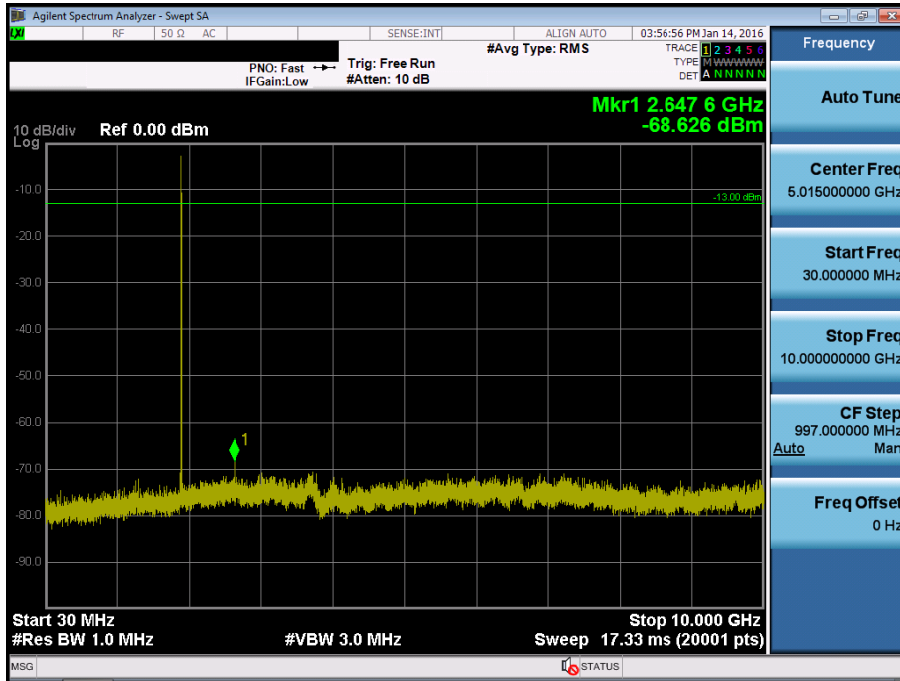 Agilent Spectrum Analyzer - Swept SA
LXI RF 50 Ω AC SENSE:INT ALIGN AUTO 03:56:56 PM Jan 14, 2016
PNO: Fast Trig: Free Run #Avg Type: RMS TRACE 1 2 3 4 5 6
IFGain:Low #Atten: 10 dB TYPE M WWWWW
DET A N N N N N
Mkr1 2.647 6 GHz
-68.626 dBm
10 dB/div Ref 0.00 dBm
Log
-10.0
-13.00 dBm
-20.0
-30.0
-40.0
-50.0
-60.0
1
-70.0
-80.0
-90.0
Start 30 MHz Stop 10.000 GHz
#Res BW 1.0 MHz #VBW 3.0 MHz Sweep 17.33 ms (20001 pts)
MSG STATUS
Frequency
Auto Tune
Center Freq
5.015000000 GHz
Start Freq
30.000000 MHz
Stop Freq
10.000000000 GHz
CF Step
997.000000 MHz
Auto Man
Freq Offset
0 Hz